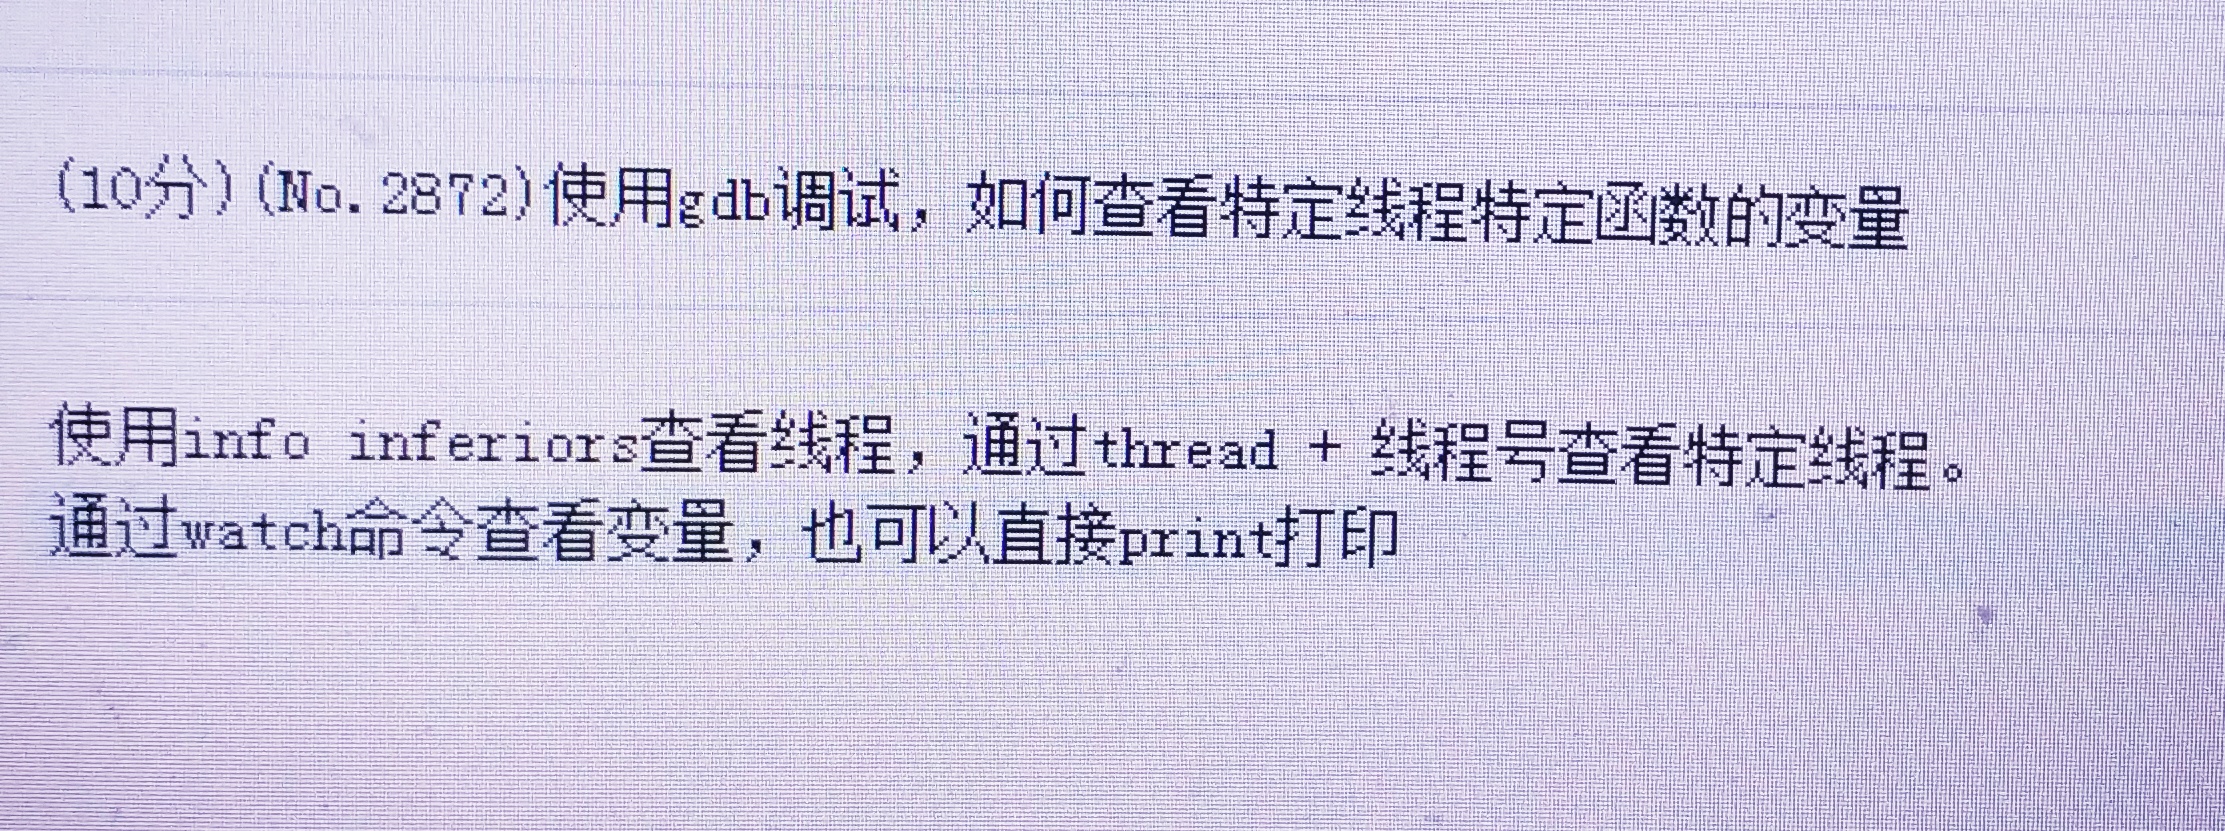 (10分)(No.2872)使用gdb调试，如何查看特定线程特定函数的变量
使用info inferiors查看线程，通过thread + 线程号查看特定线程。
通过watch命令查看变量，也可以直接print打印